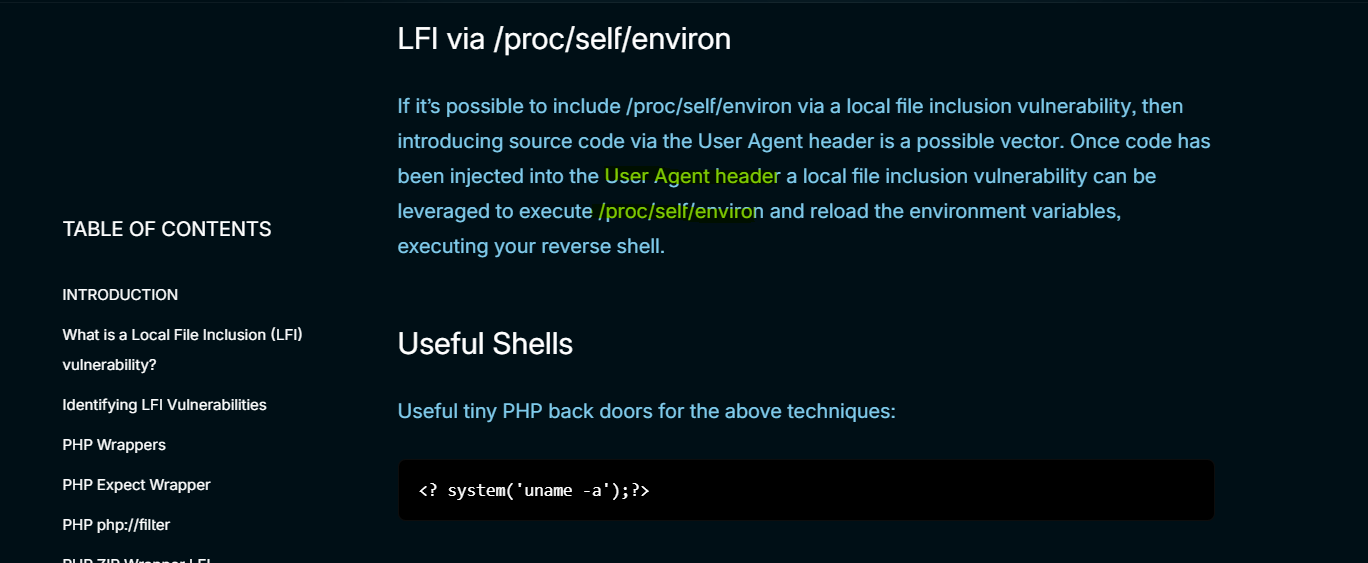 TABLE OF CONTENTS
INTRODUCTION
What is a Local File Inclusion (LFI)
vulnerability?
Identifying LFI Vulnerabilities
PHP Wrappers
PHP Expect Wrapper
PHP php://filter
PHP ZIP Wrapper LFI
LFI via /proc/self/environ
If it’s possible to include /proc/self/environ via a local file inclusion vulnerability, then
introducing source code via the User Agent header is a possible vector. Once code has
been injected into the User Agent header a local file inclusion vulnerability can be
leveraged to execute /proc/self/environ and reload the environment variables,
executing your reverse shell.
Useful Shells
Useful tiny PHP back doors for the above techniques:
<? system('uname -a');?>